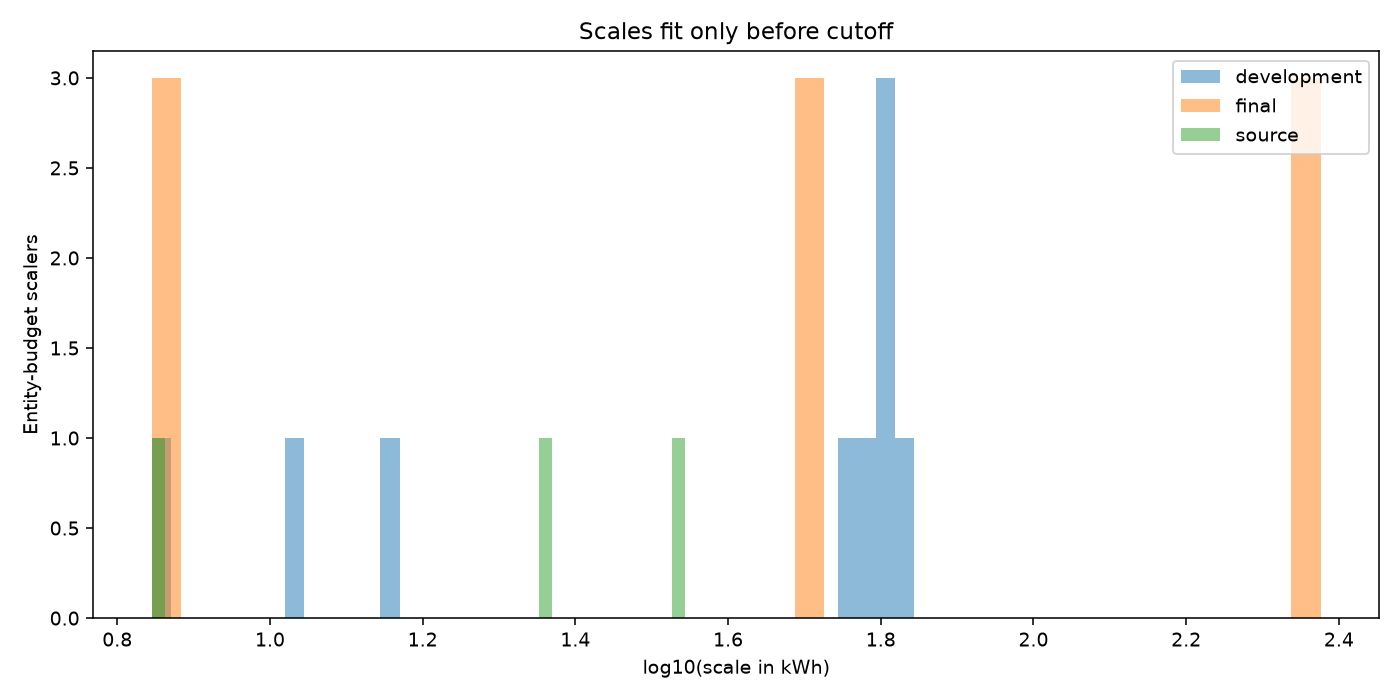 Scales fit only before cutoff
development
final
source
Entity-budget scalers
3.0
2.5
2.0
1.5
1.0
0.5
0.0
0.8 1.0 1.2 1.4 1.6 1.8 2.0 2.2 2.4
log10(scale in kWh)